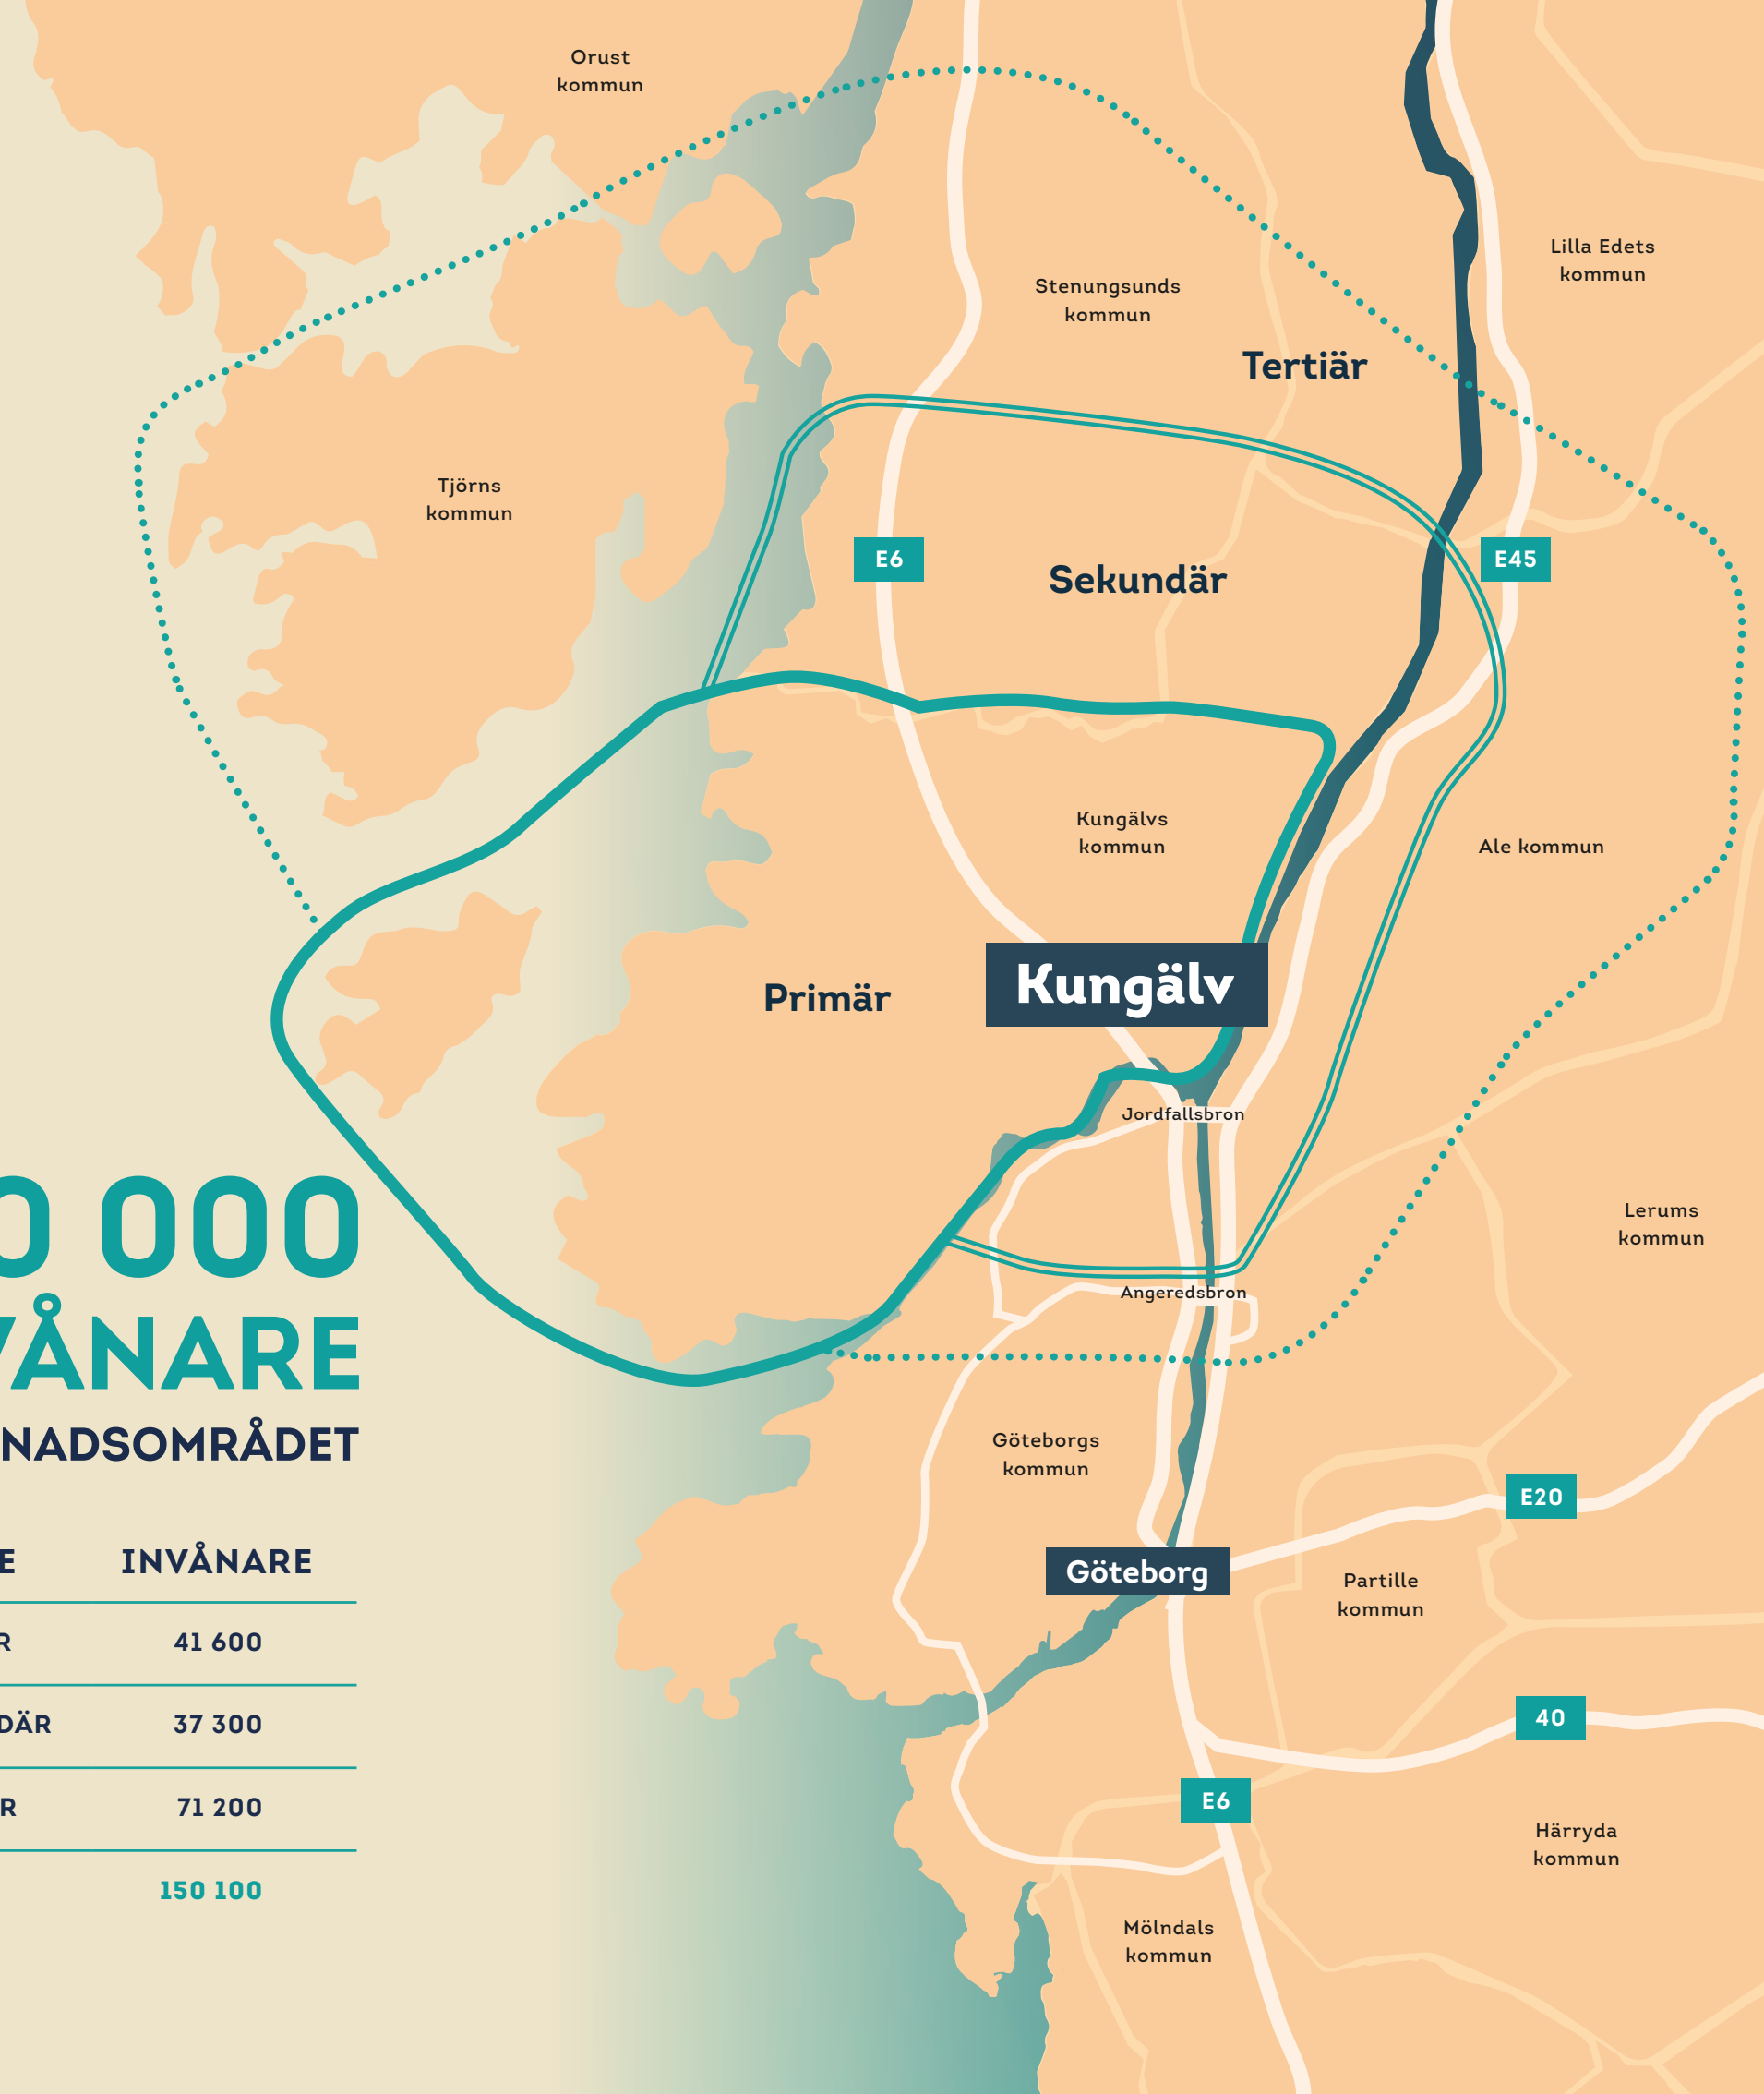 Orust
kommun
Lilla Edets
kommun
Stenungsunds
kommun
Tertiär
Tjörns
kommun
E6
E45
Sekundär
Kungälvs
kommun
Ale kommun
Kungälv
Primär
Jordfallsbron
Lerums
kommun
Angeredsbron
0 000
VÅNARE
NADSOMRÅDET
Göteborgs
kommun
E20
Göteborg
Partille
kommun
E INVÅNARE
R 41 600
DÄR 37 300
R 71 200
150 100
40
E6
Härryda
kommun
Mölndals
kommun